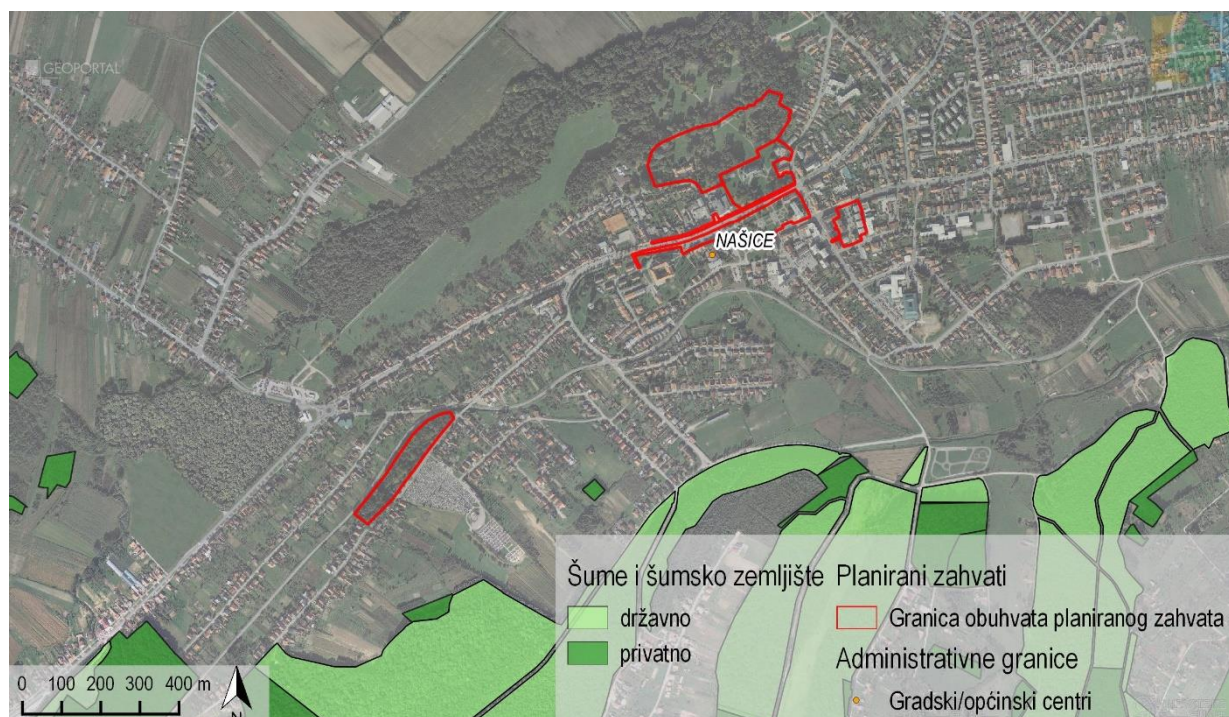 GEOPORTAL
GEOPORTAL
NAŠICE
Šume i šumsko zemljište
državno
privatno
Planirani zahvati
Granica obuhvata planiranog zahvata
Administrativne granice
Gradski/općinski centri
0 100 200 300 400 m
N